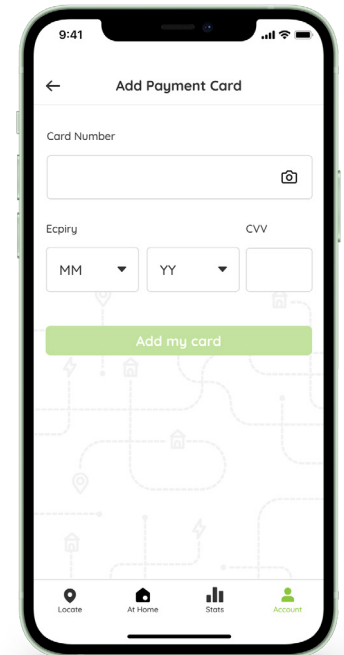 9:41
Add Payment Card
Card Number
Ecpiry CVV
MM YY
Add my card
Locate At Home Stats Account